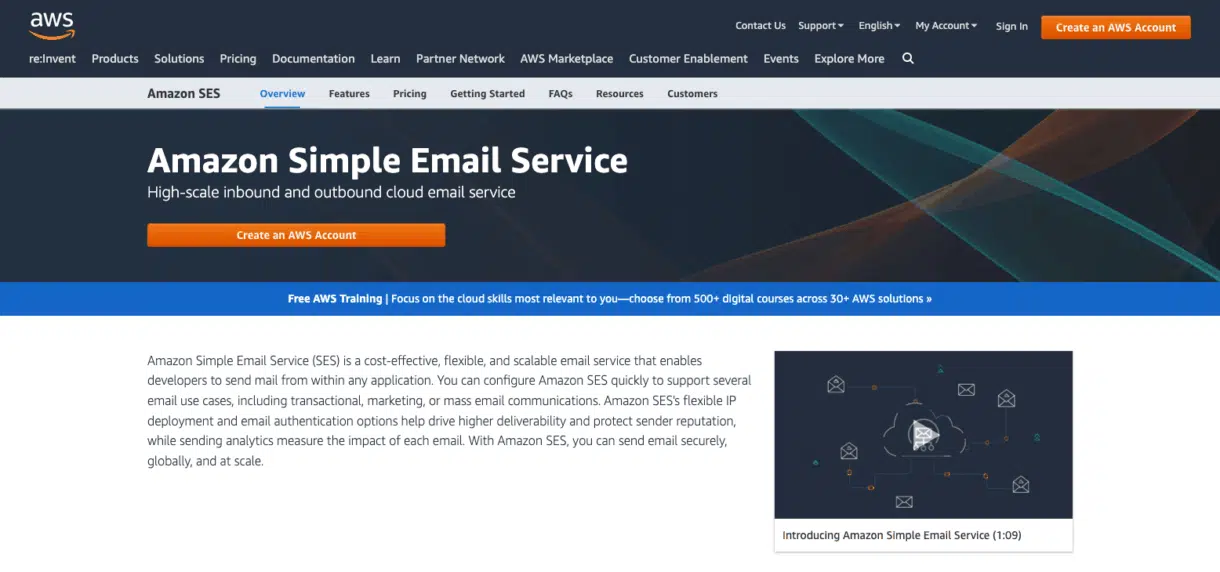 aws
Contact Us Support English My Account Sign In Create an AWS Account
re:Invent Products Solutions Pricing Documentation Learn Partner Network AWS Marketplace Customer Enablement Events Explore More
Amazon SES Overview Features Pricing Getting Started FAQs Resources Customers
Amazon Simple Email Service
High-scale inbound and outbound cloud email service
Create an AWS Account
Free AWS Training | Focus on the cloud skills most relevant to you—choose from 500+ digital courses across 30+ AWS solutions »
Amazon Simple Email Service (SES) is a cost-effective, flexible, and scalable email service that enables
developers to send mail from within any application. You can configure Amazon SES quickly to support several
email use cases, including transactional, marketing, or mass email communications. Amazon SES's flexible IP
deployment and email authentication options help drive higher deliverability and protect sender reputation,
while sending analytics measure the impact of each email. With Amazon SES, you can send email securely,
globally, and at scale.
Introducing Amazon Simple Email Service (1:09)